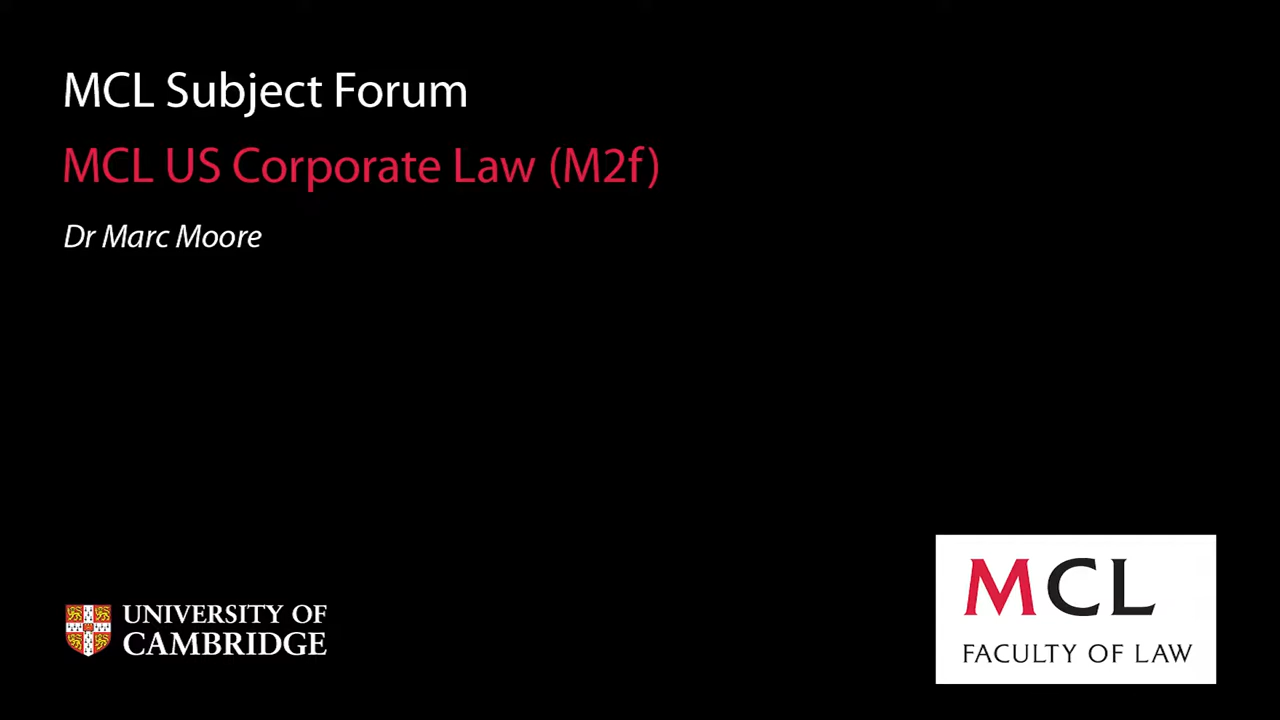 MCL Subject Forum
MCL US Corporate Law (M2f)
Dr Marc Moore
UNIVERSITY OF
CAMBRIDGE
MCL
FACULTY OF LAW